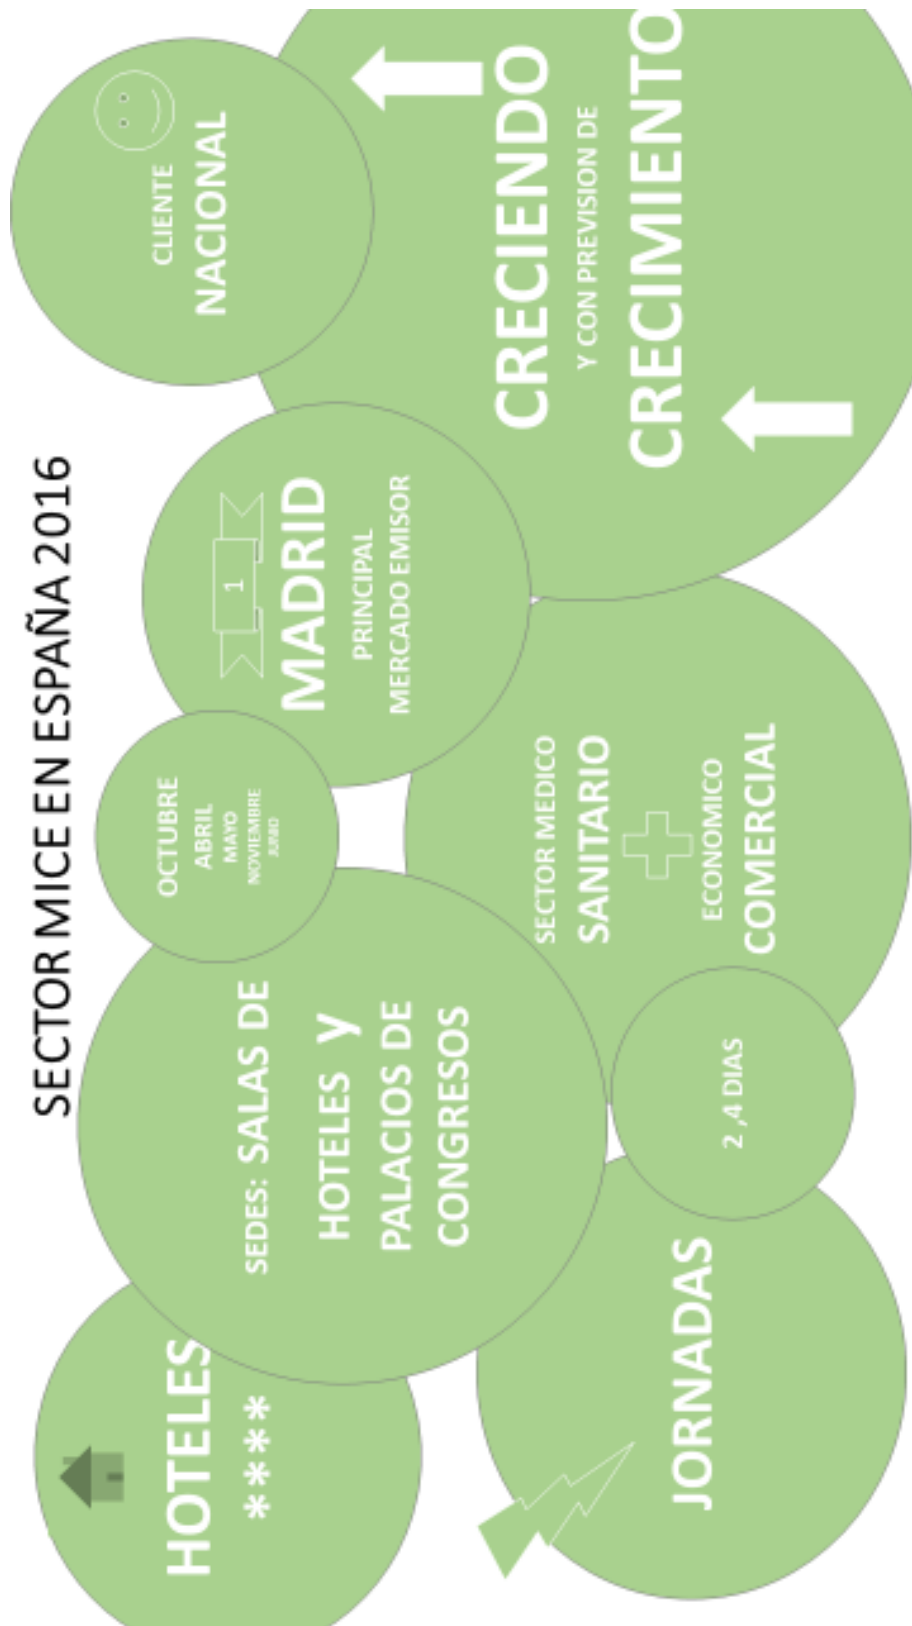 SECTOR MICE EN ESPAÑA 2016
HOTELES
****
SEDES: SALAS DE
HOTELES y
PALACIOS DE
CONGRESOS
OCTUBRE
ABRIL
MAYO
NOVIEMBRE
JUNIO
1
MADRID
PRINCIPAL
MERCADO EMISOR
CLIENTE
NACIONAL
JORNADAS
2 ,4 DIAS
SECTOR MEDICO
SANITARIO
ECONOMICO
COMERCIAL
CRECIENDO
Y CON PREVISION DE
CRECIMIENTO